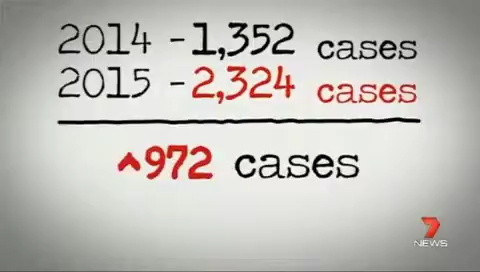 2014 - 1,352 cases
2015 - 2,324 cases
^972 cases
7
NEWS